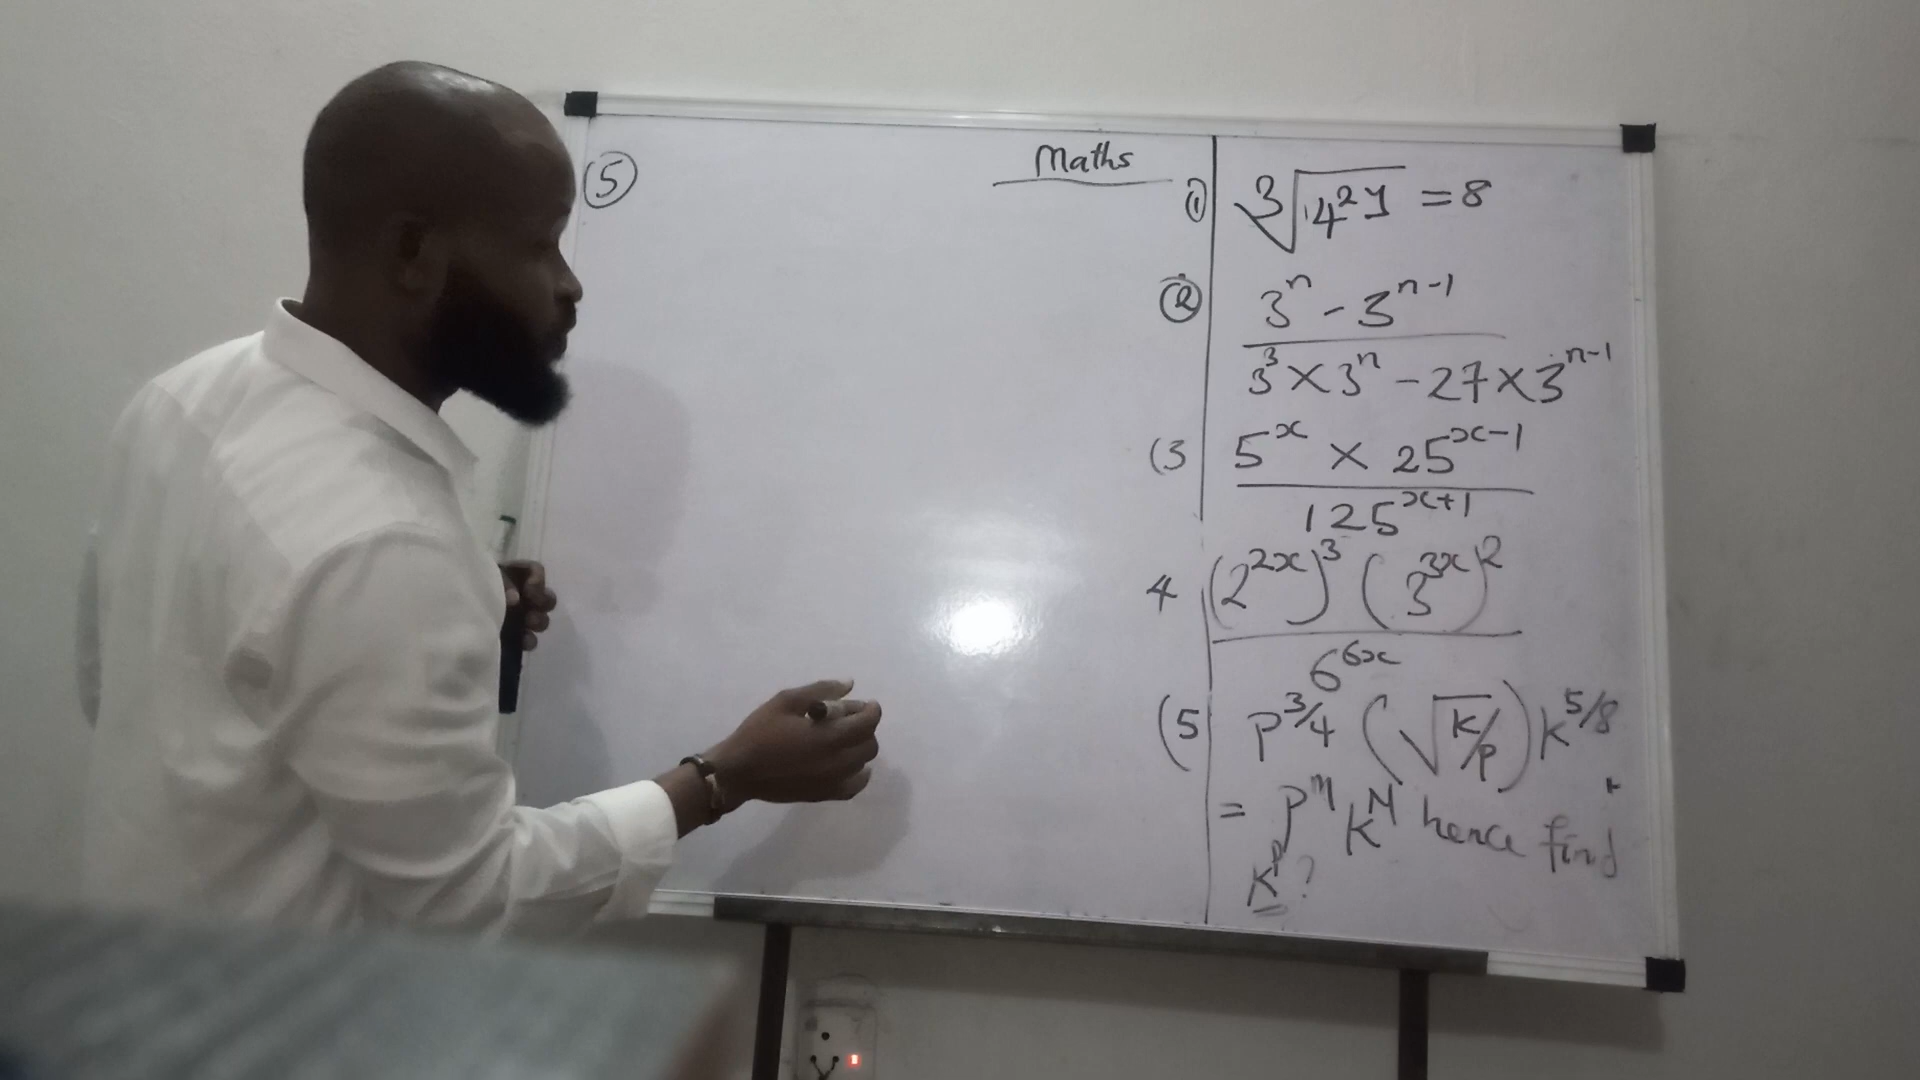 Maths
(5)
(1) ∛(4^2y) = 8
(2) 3^n - 3^n-1
3^3 × 3^n - 27 × 3^n-1
(3 5^x × 25^x-1
125^x+1
4 (2^2x)^3 (3^3x)^2
6^6x
(5 P^3/4 (√K/P) K^5/8
= P^M K^N hence find
?